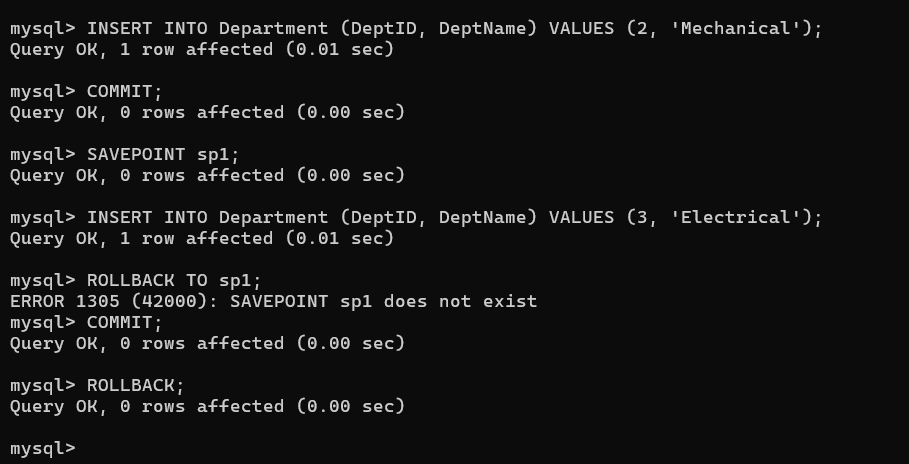 mysql> INSERT INTO Department (DeptID, DeptName) VALUES (2, 'Mechanical');
Query OK, 1 row affected (0.01 sec)
mysql> COMMIT;
Query OK, 0 rows affected (0.00 sec)
mysql> SAVEPOINT sp1;
Query OK, 0 rows affected (0.00 sec)
mysql> INSERT INTO Department (DeptID, DeptName) VALUES (3, 'Electrical');
Query OK, 1 row affected (0.01 sec)
mysql> ROLLBACK TO sp1;
ERROR 1305 (42000): SAVEPOINT sp1 does not exist
mysql> COMMIT;
Query OK, 0 rows affected (0.00 sec)
mysql> ROLLBACK;
Query OK, 0 rows affected (0.00 sec)
mysql>